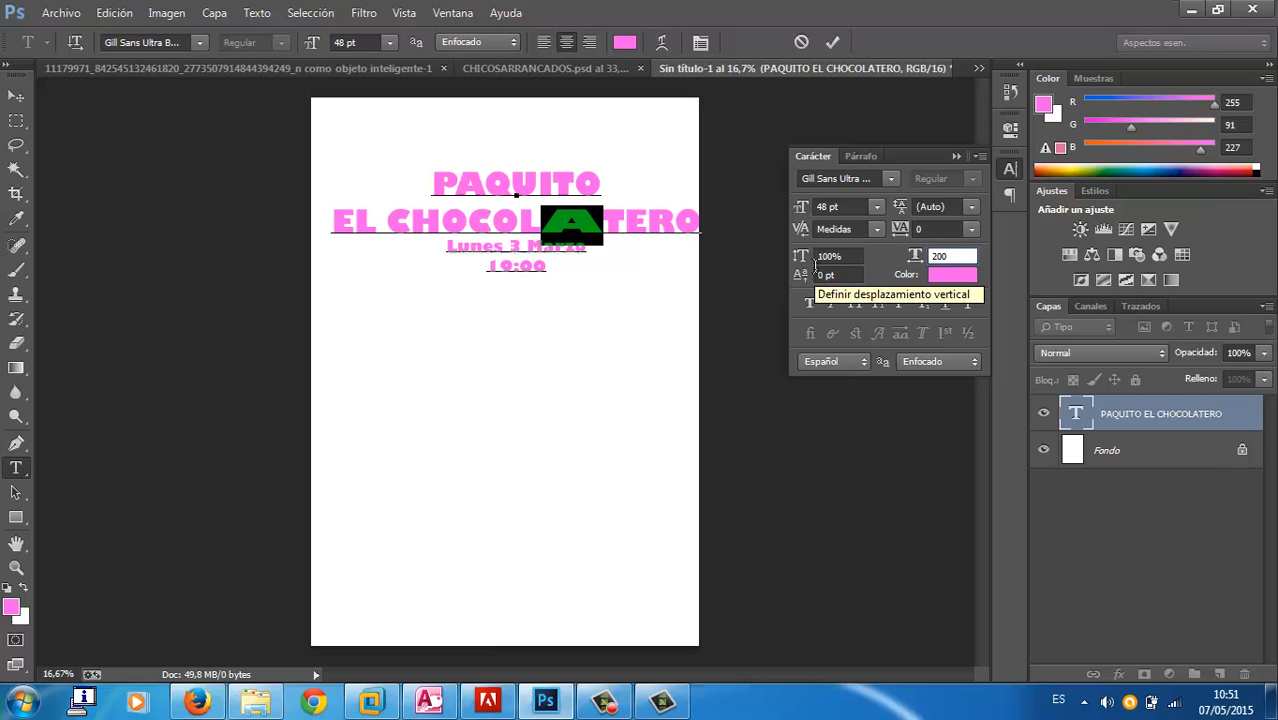 Ps Archivo Edición Imagen Capa Texto Selección Filtro Vista Ventana Ayuda
T Gill Sans Ultra B... Regular 48 pt Enfocado Aspectos esen.
11179971_842545132461820_2773507914844394249_n como objeto inteligente-1 × CHICOSARRANCADOS.psd al 33,... × Sin título-1 al 16,7% (PAQUITO EL CHOCOLATERO, RGB/16) *
PAQUITO
EL CHOCOLATERO
Lunes 3 Marzo
19:00
Carácter Párrafo
Gill Sans Ultra ... Regular
48 pt (Auto)
Medidas 0
100% 200
0 pt Color:
Definir desplazamiento vertical
Español Enfocado
Color Muestras
R 255
G 91
B 227
Ajustes Estilos
Añadir un ajuste
Capas Canales Trazados
Tipo
Normal Opacidad: 100%
Bloq.: Relleno: 100%
T PAQUITO EL CHOCOLATERO
Fondo
16,67% Doc: 49,8 MB/0 bytes
ES 10:51
07/05/2015